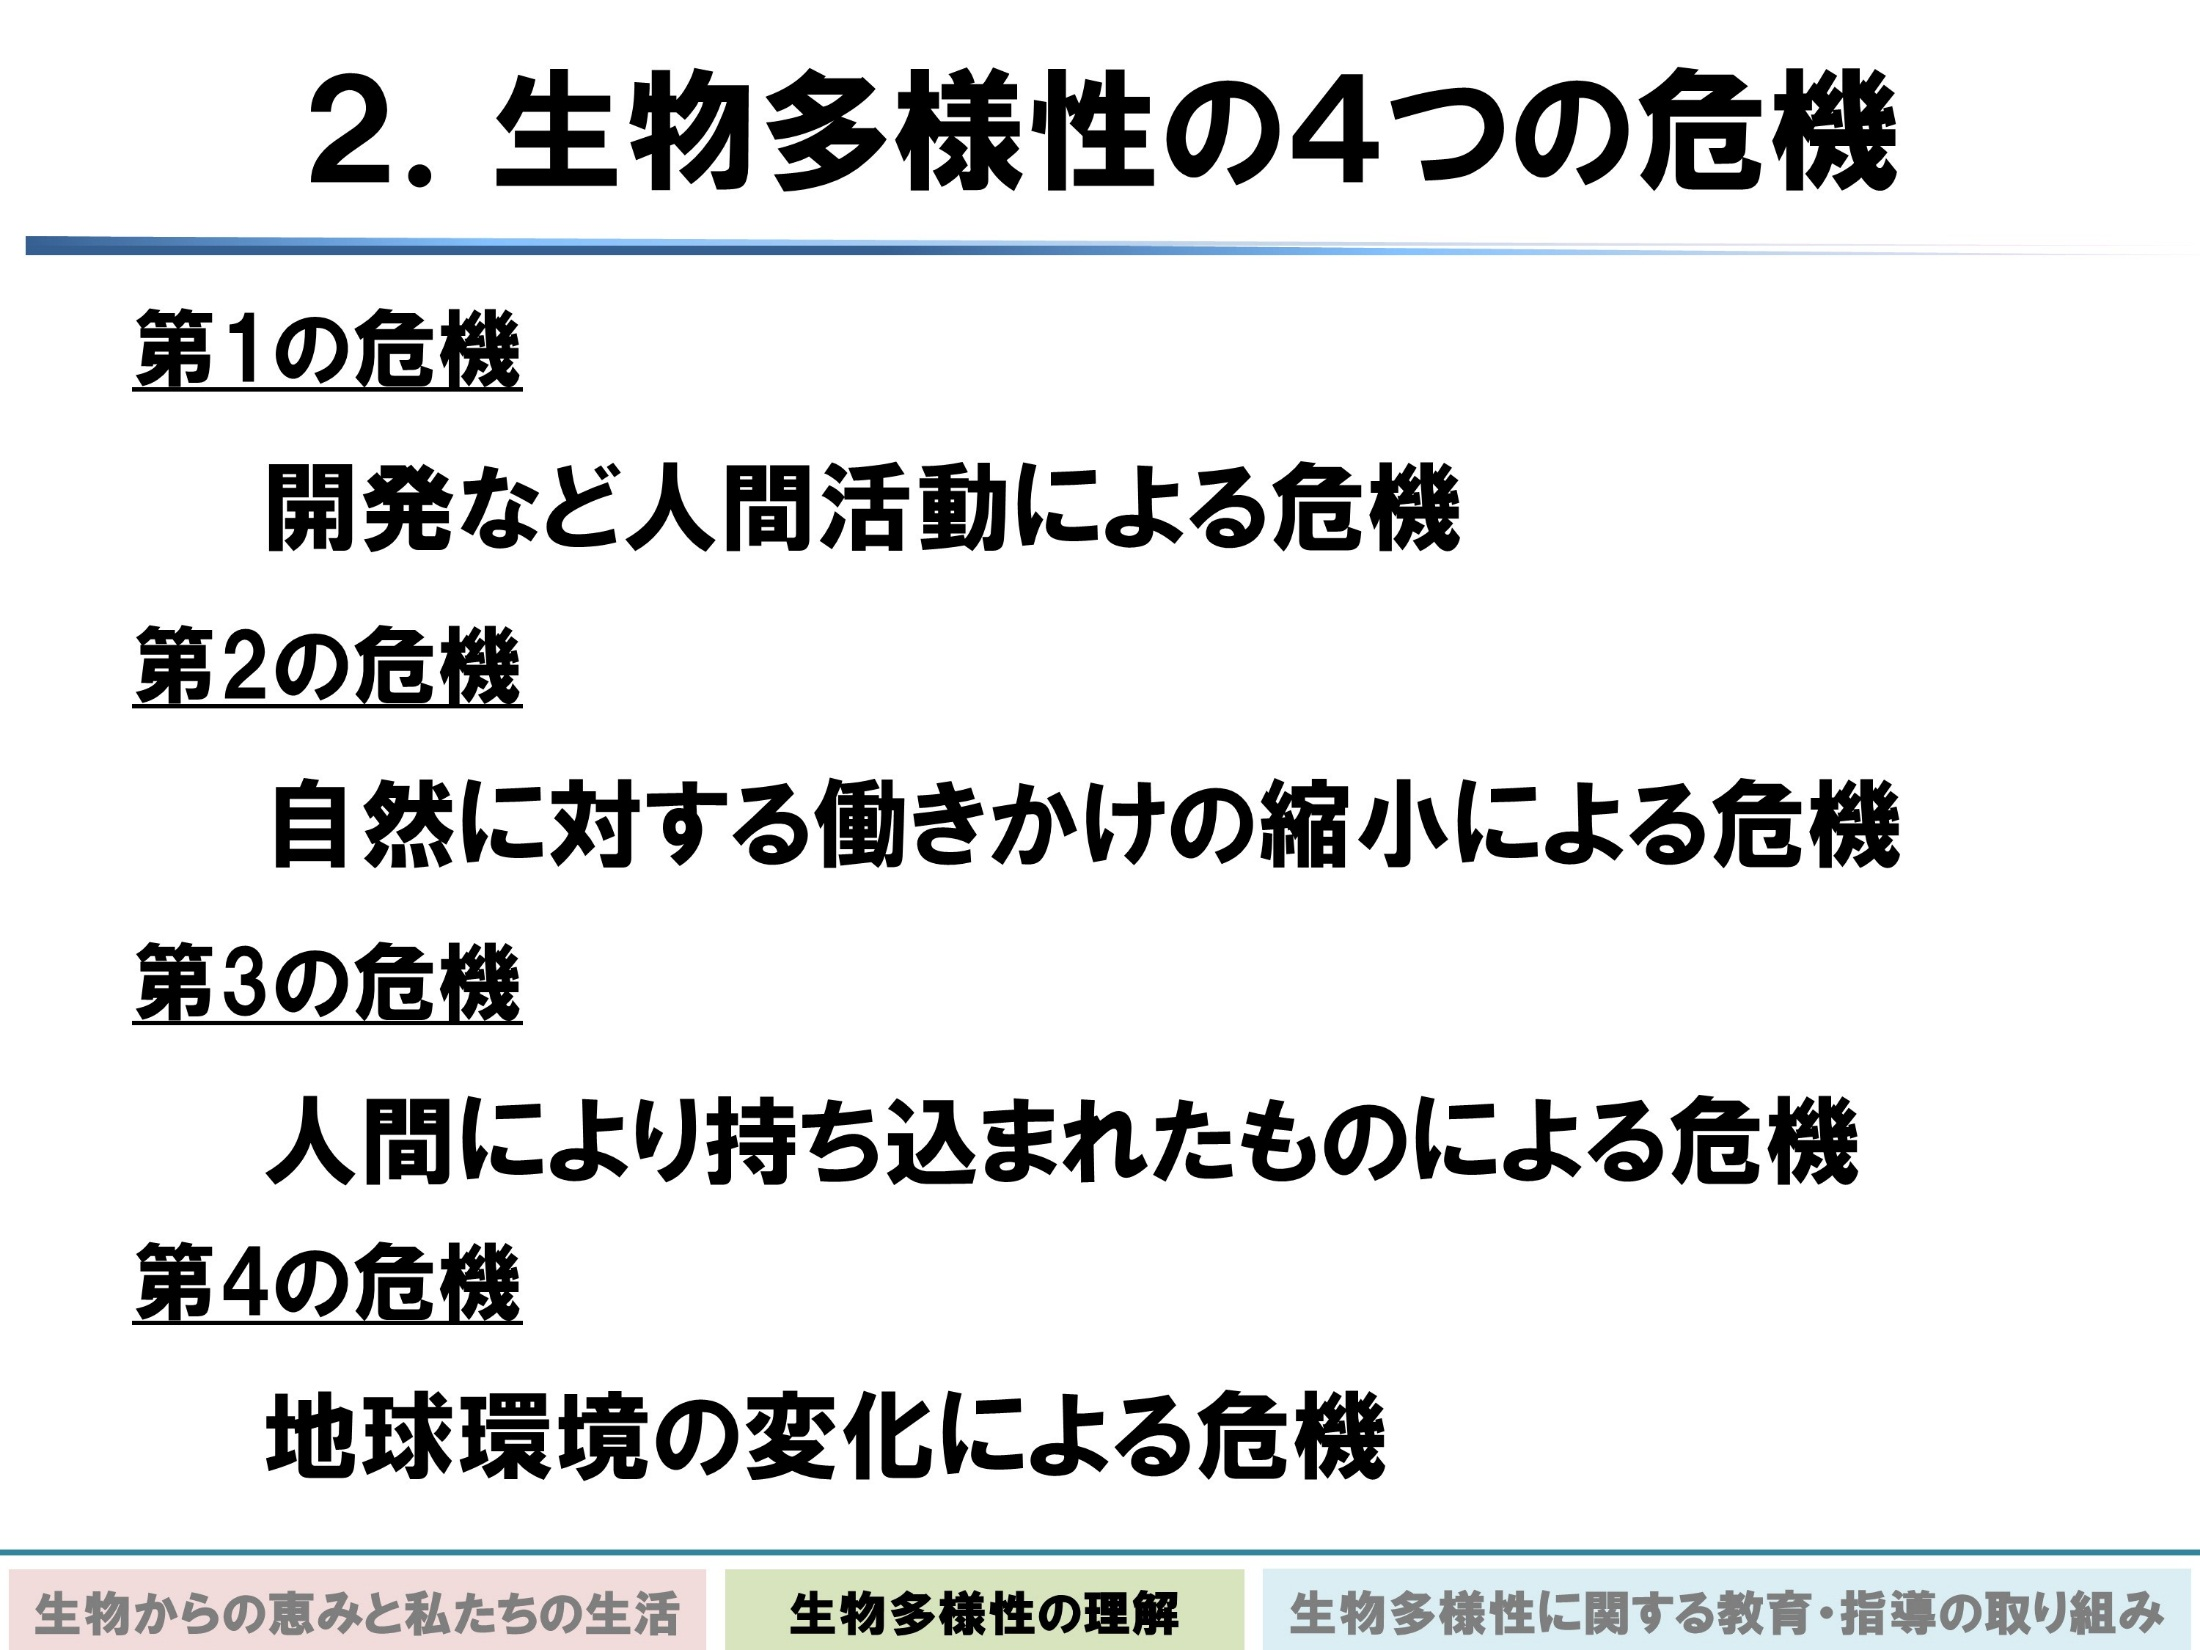 ２．生物多様性の４つの危機
第1の危機
開発など人間活動による危機
第2の危機
自然に対する働きかけの縮小による危機
第3の危機
人間により持ち込まれたものによる危機
第4の危機
地球環境の変化による危機
生物からの恵みと私たちの生活
生物多様性の理解
生物多様性に関する教育・指導の取り組み